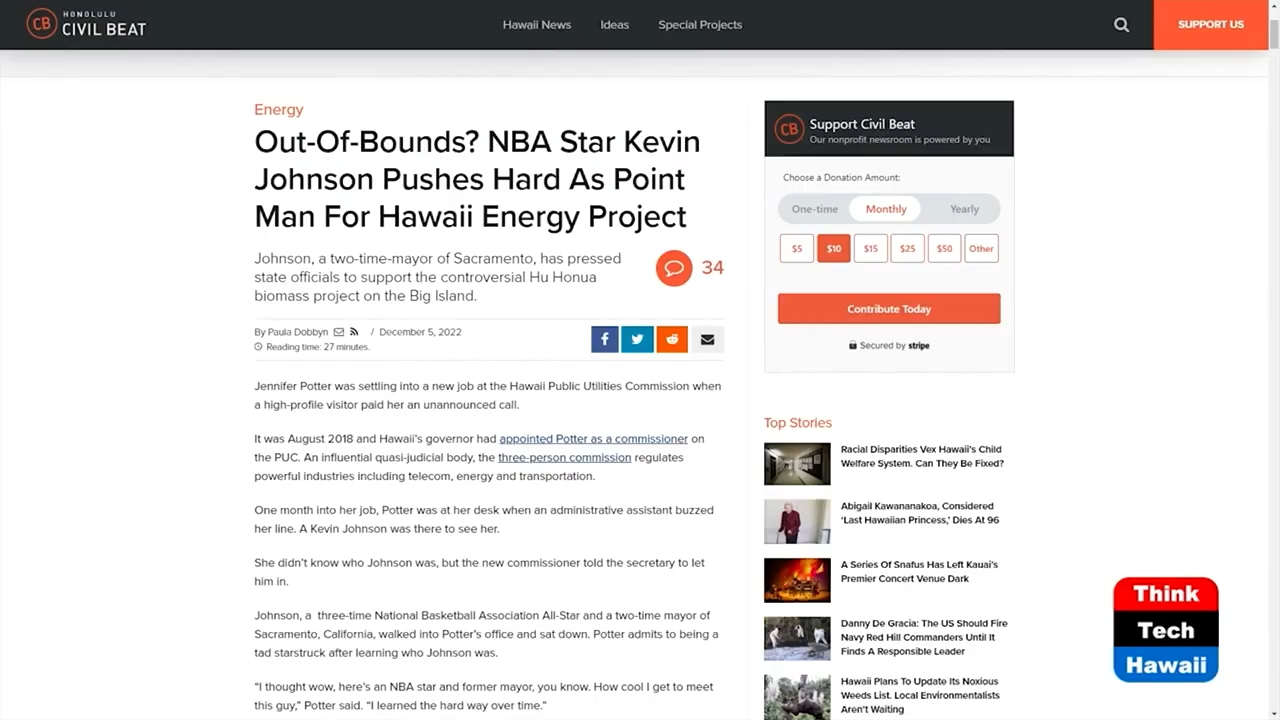 HONOLULU
CB CIVIL BEAT
Hawaii News
Ideas
Special Projects
SUPPORT US
Energy
Out-Of-Bounds? NBA Star Kevin
Johnson Pushes Hard As Point
Man For Hawaii Energy Project
Johnson, a two-time-mayor of Sacramento, has pressed
state officials to support the controversial Hu Honua
biomass project on the Big Island.
34
By Paula Dobbyn / December 5, 2022
Reading time: 27 minutes.
Jennifer Potter was settling into a new job at the Hawaii Public Utilities Commission when
a high-profile visitor paid her an unannounced call.
It was August 2018 and Hawaii's governor had appointed Potter as a commissioner on
the PUC. An influential quasi-judicial body, the three-person commission regulates
powerful industries including telecom, energy and transportation.
One month into her job, Potter was at her desk when an administrative assistant buzzed
her line. A Kevin Johnson was there to see her.
She didn't know who Johnson was, but the new commissioner told the secretary to let
him in.
Johnson, a three-time National Basketball Association All-Star and a two-time mayor of
Sacramento, California, walked into Potter's office and sat down. Potter admits to being a
tad starstruck after learning who Johnson was.
"I thought wow, here's an NBA star and former mayor, you know. How cool I get to meet
this guy," Potter said. "I learned the hard way over time."
CB Support Civil Beat
Our nonprofit newsroom is powered by you
Choose a Donation Amount:
One-time Monthly Yearly
$5 $10 $15 $25 $50 Other
Contribute Today
Secured by stripe
Top Stories
Racial Disparities Vex Hawaii's Child
Welfare System. Can They Be Fixed?
Abigail Kawananakoa, Considered
'Last Hawaiian Princess,' Dies At 96
A Series Of Snafus Has Left Kauai's
Premier Concert Venue Dark
Danny De Gracia: The US Should Fire
Navy Red Hill Commanders Until It
Finds A Responsible Leader
Hawaii Plans To Update Its Noxious
Weeds List. Local Environmentalists
Aren't Waiting
Think
Tech
Hawaii